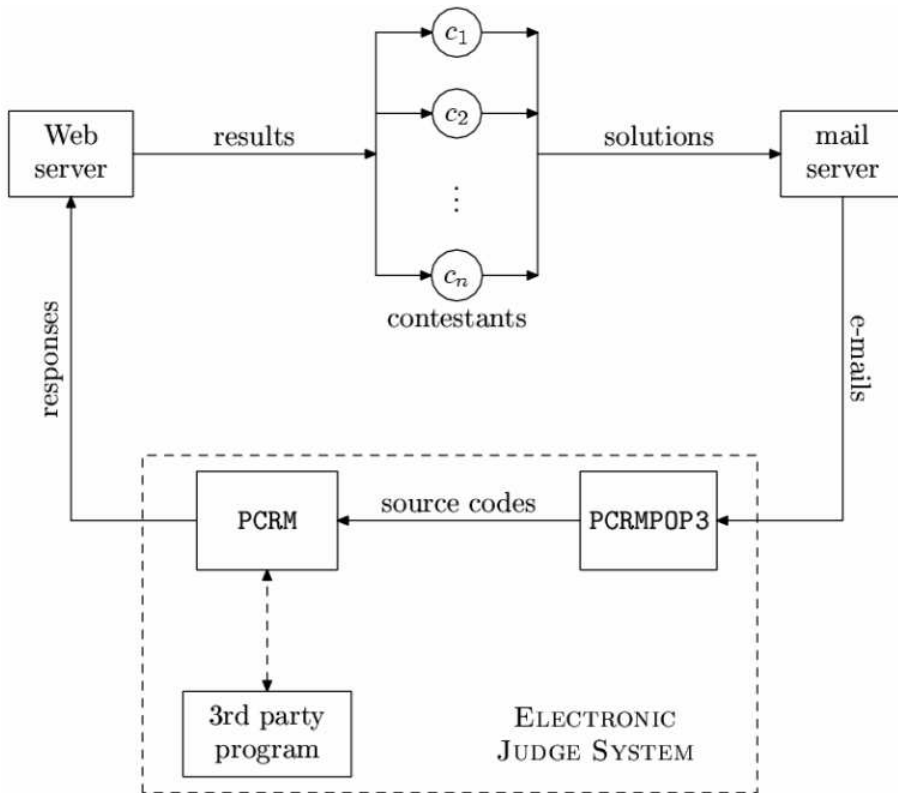 c₁
c₂
⋮
cₙ
contestants
Web
server
results
solutions
mail
server
responses
e-mails
PCRM
source codes
PCRMPOP3
3rd party
program
ELECTRONIC
JUDGE SYSTEM